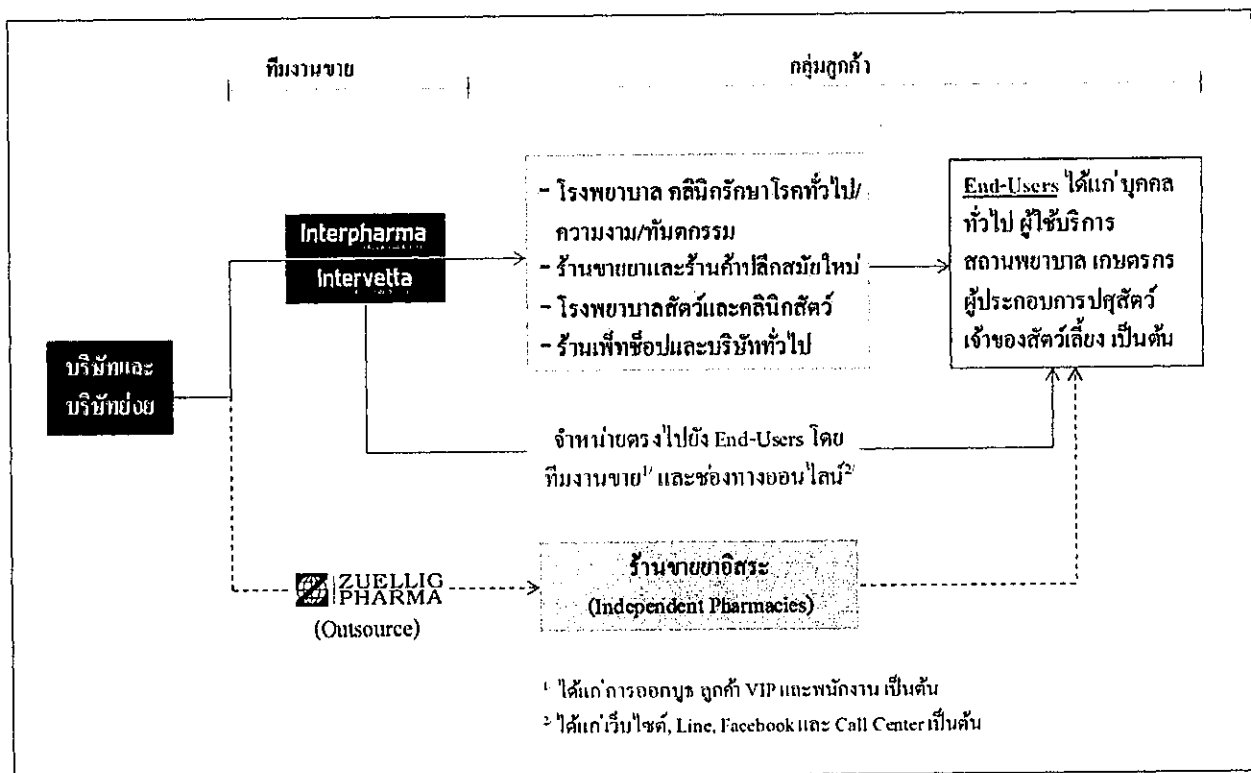 ทีมงานขาย
กลุ่มลูกค้า
Interpharma
Intervetta
- โรงพยาบาล คลินิกรักษาโรคทั่วไป/
ความงาม/ทันตกรรม
- ร้านขายยาและร้านค้าปลีกสมัยใหม่
- โรงพยาบาลสัตว์และคลินิกสัตว์
- ร้านเพ็ทช็อปและบริษัททั่วไป
End-Users ได้แก่ บุคคล
ทั่วไป ผู้ใช้บริการ
สถานพยาบาล เกษตรกร
ผู้ประกอบการปศุสัตว์
เจ้าของสัตว์เลี้ยง เป็นต้น
บริษัทและ
บริษัทย่อย
จำหน่ายตรงไปยัง End-Users โดย
ทีมงานขาย¹/ และช่องทางออนไลน์²/
ZUELLIG
PHARMA
(Outsource)
ร้านขายยาอิสระ
(Independent Pharmacies)
¹/ ได้แก่ การออกบูธ ลูกค้า VIP และพนักงาน เป็นต้น
²/ ได้แก่ เว็บไซต์, Line, Facebook และ Call Center เป็นต้น